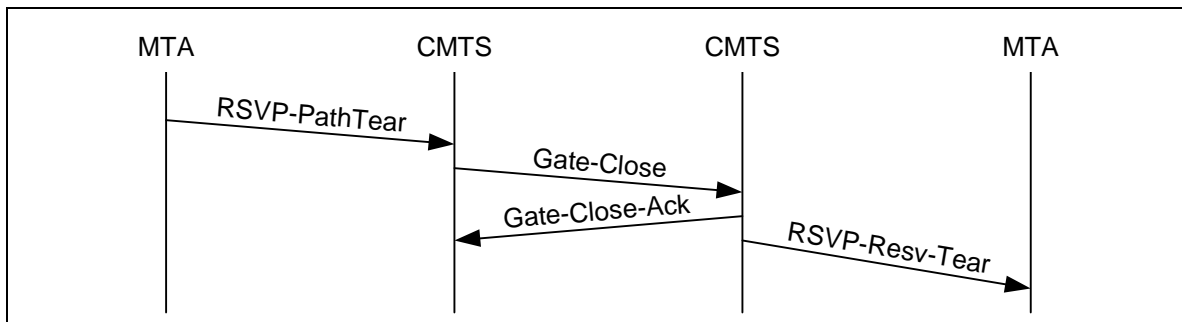 MTA CMTS CMTS MTA
RSVP-PathTear
Gate-Close
Gate-Close-Ack
RSVP-Resv-Tear